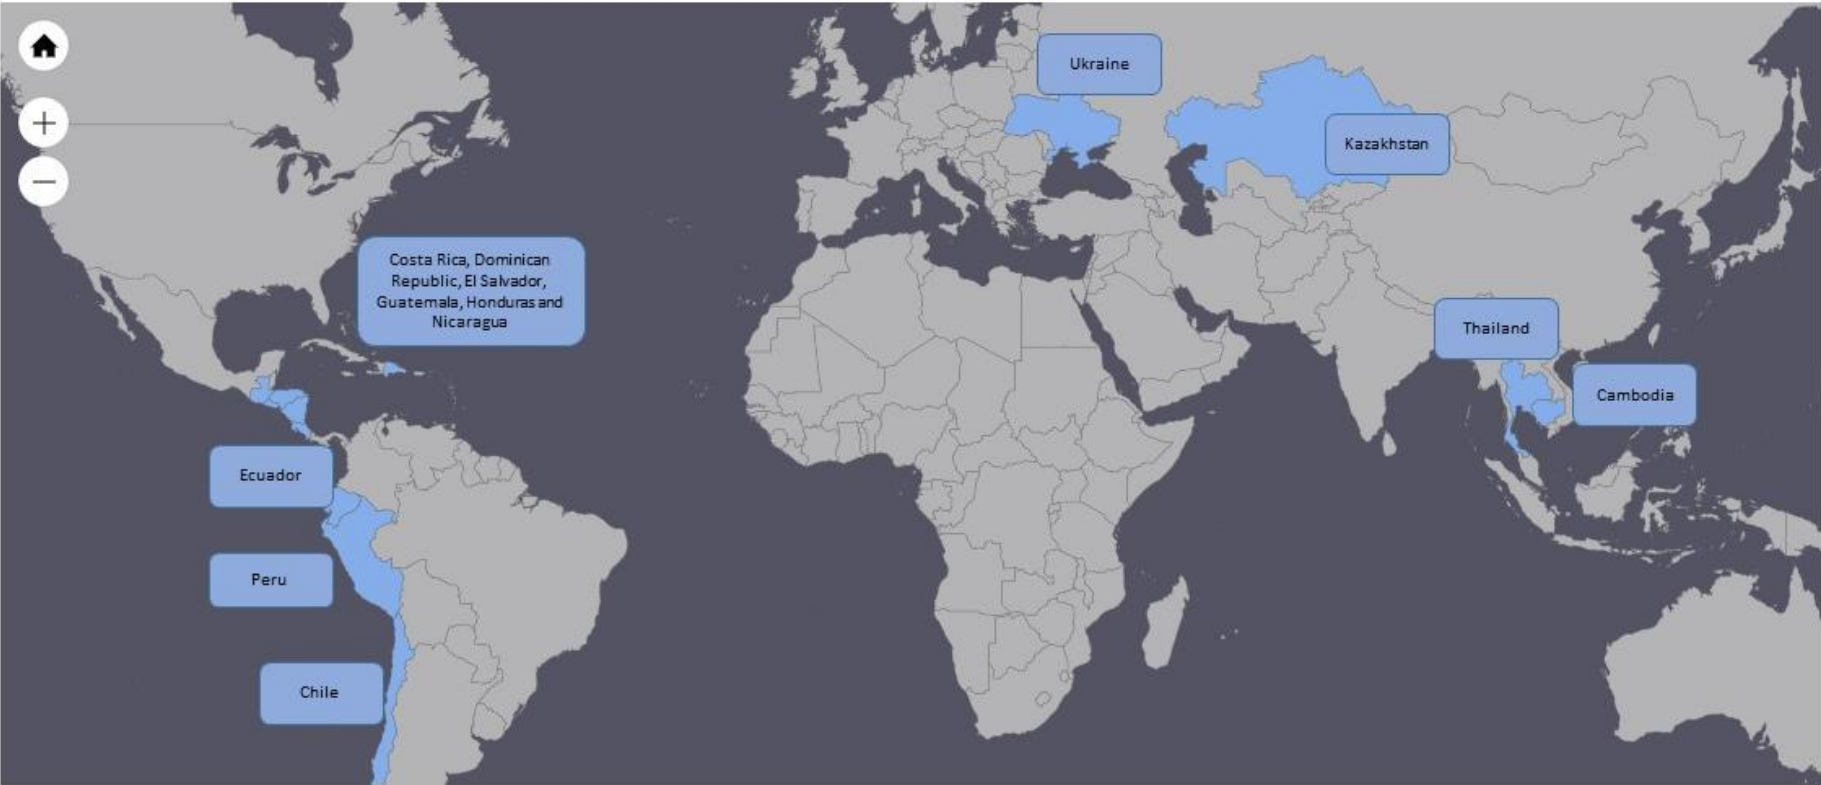 Ukraine
Kazakhstan
Costa Rica, Dominican
Republic, El Salvador,
Guatemala, Honduras and
Nicaragua
Thailand
Cambodia
Ecuador
Peru
Chile